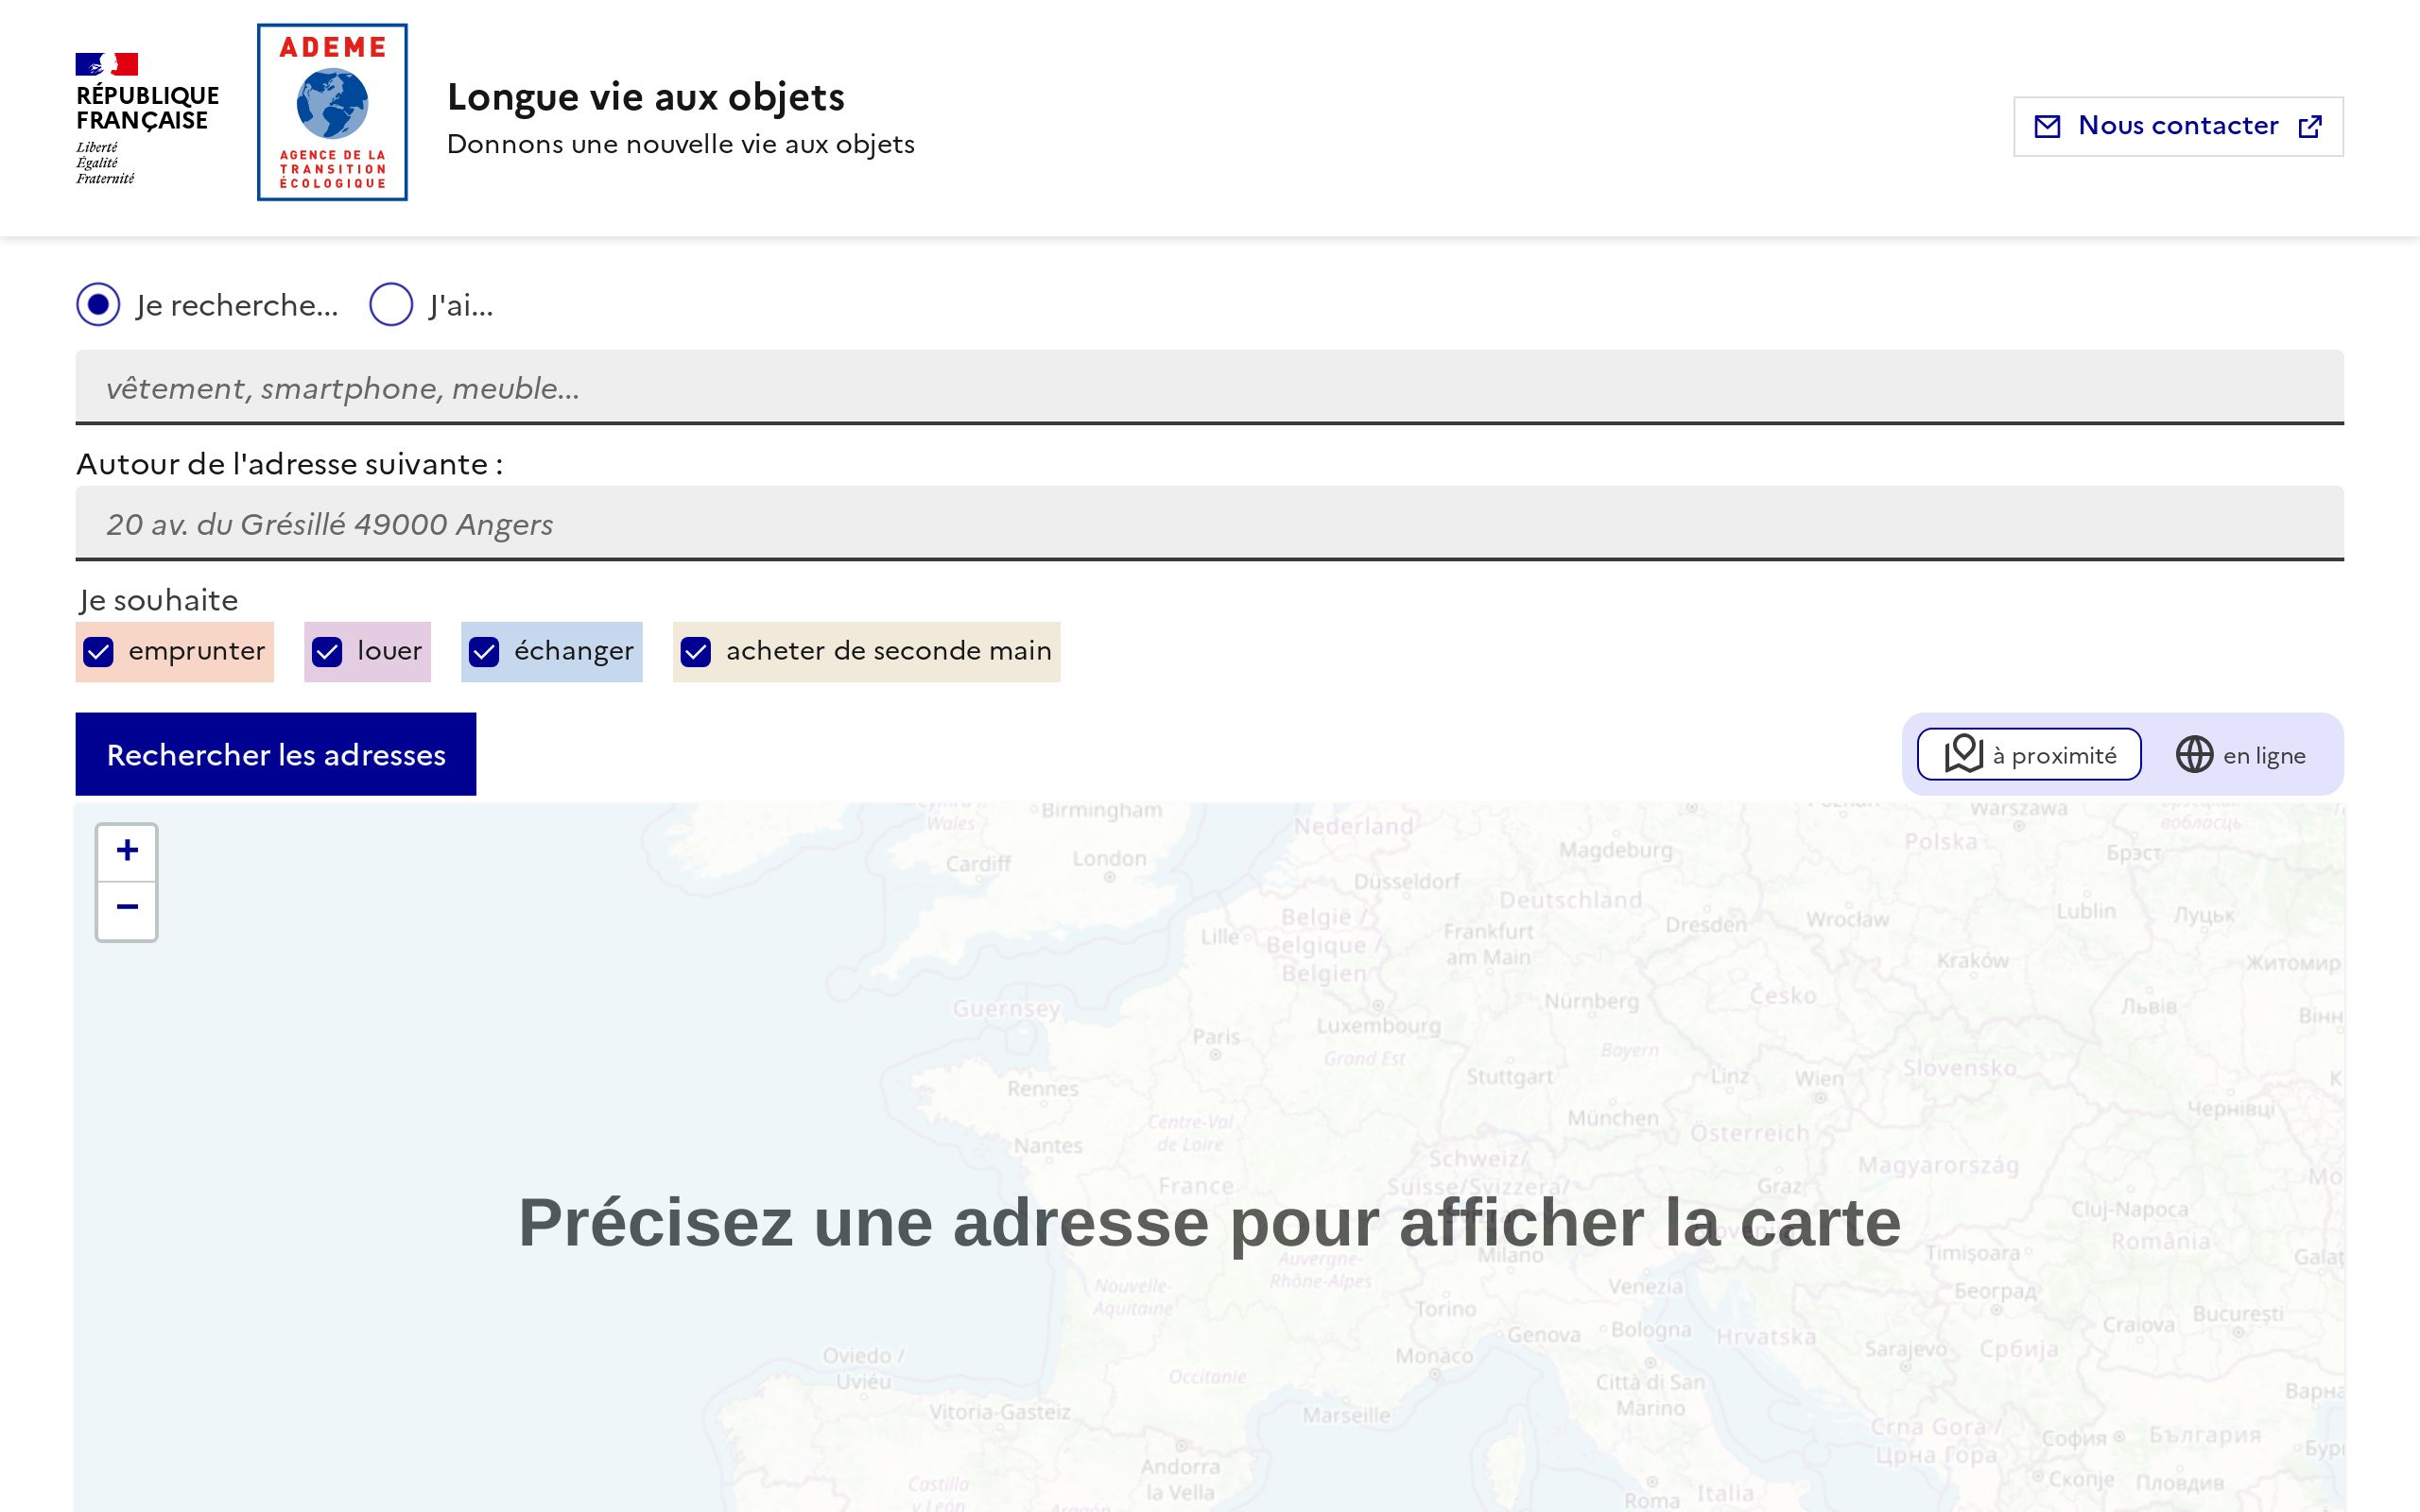 RÉPUBLIQUE
FRANÇAISE
Liberté
Égalité
Fraternité
ADEME
AGENCE DE LA
TRANSITION
ÉCOLOGIQUE
Longue vie aux objets
Donnons une nouvelle vie aux objets
Nous contacter
Je recherche... J'ai...
vêtement, smartphone, meuble...
Autour de l'adresse suivante :
20 av. du Grésillé 49000 Angers
Je souhaite
emprunter louer échanger acheter de seconde main
Rechercher les adresses
à proximité en ligne
+
−
Précisez une adresse pour afficher la carte
Wales
Birmingham
Nederland
Warszawa
вобласць
Cardiff
London
Magdeburg
Polska
Брэст
Düsseldorf
Deutschland
Lille
België /
Belgique /
Belgien
Frankfurt
am Main
Dresden
Wrocław
Lublin
Луцьк
Kraków
Житомир
Guernsey
Nürnberg
Česko
Львів
Вінн
Paris
Luxembourg
Grand Est
Bayern
Rennes
Stuttgart
Linz
Wien
Slovensko
К
Centre-Val
de Loire
München
Österreich
Чернівці
Nantes
France
Schweiz/
Suisse/Svizzera/
Graz
Magyarország
Mo
Cluj-Napoca
România
Auvergne-
Rhône-Alpes
Milano
Timișoara
Galaț
Nouvelle-
Aquitaine
Torino
Venezia
Београд
București
Genova
Bologna
Hrvatska
Craiova
Oviedo /
Uviéu
Monaco
Sarajevo
Србија
Occitanie
Città di San
Marino
Варна
Vitoria-Gasteiz
Marseille
Crna Gora /
Црна Гора
София
България
Бург
Andorra
la Vella
Скопје
Пловдив
Castilla
y León
Aragón
Roma
Italia